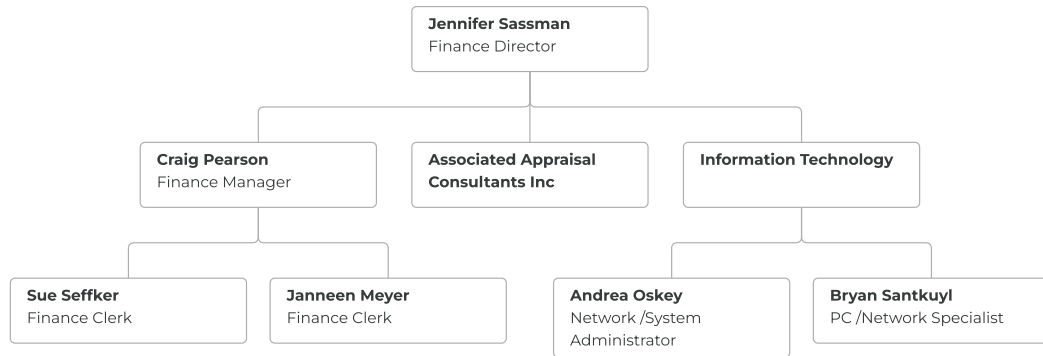 Jennifer Sassman
Finance Director
Craig Pearson
Finance Manager
Associated Appraisal
Consultants Inc
Information Technology
Sue Seffker
Finance Clerk
Janneen Meyer
Finance Clerk
Andrea Oskey
Network /System
Administrator
Bryan Santkuyl
PC /Network Specialist